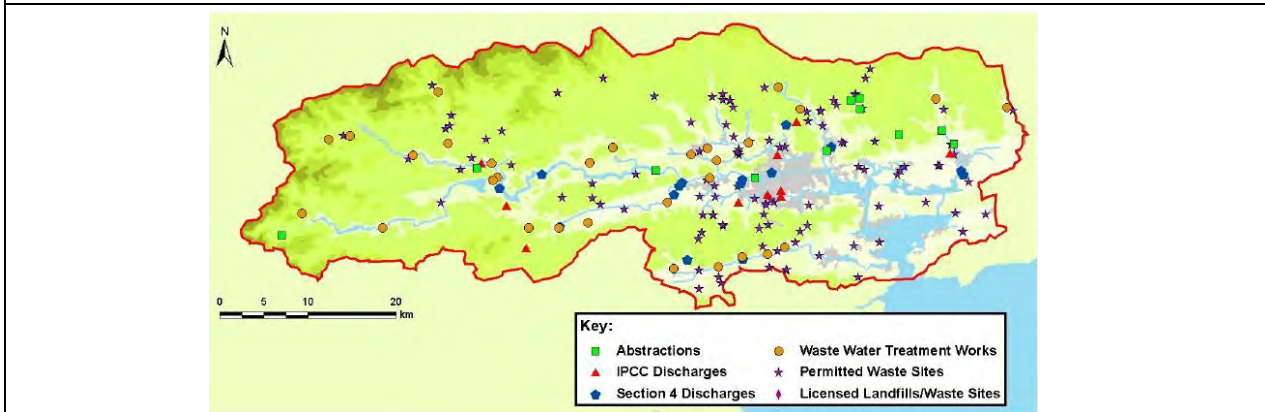 N
0 5 10 20
km
Key:
Abstractions Waste Water Treatment Works
IPCC Discharges Permitted Waste Sites
Section 4 Discharges Licensed Landfills/Waste Sites